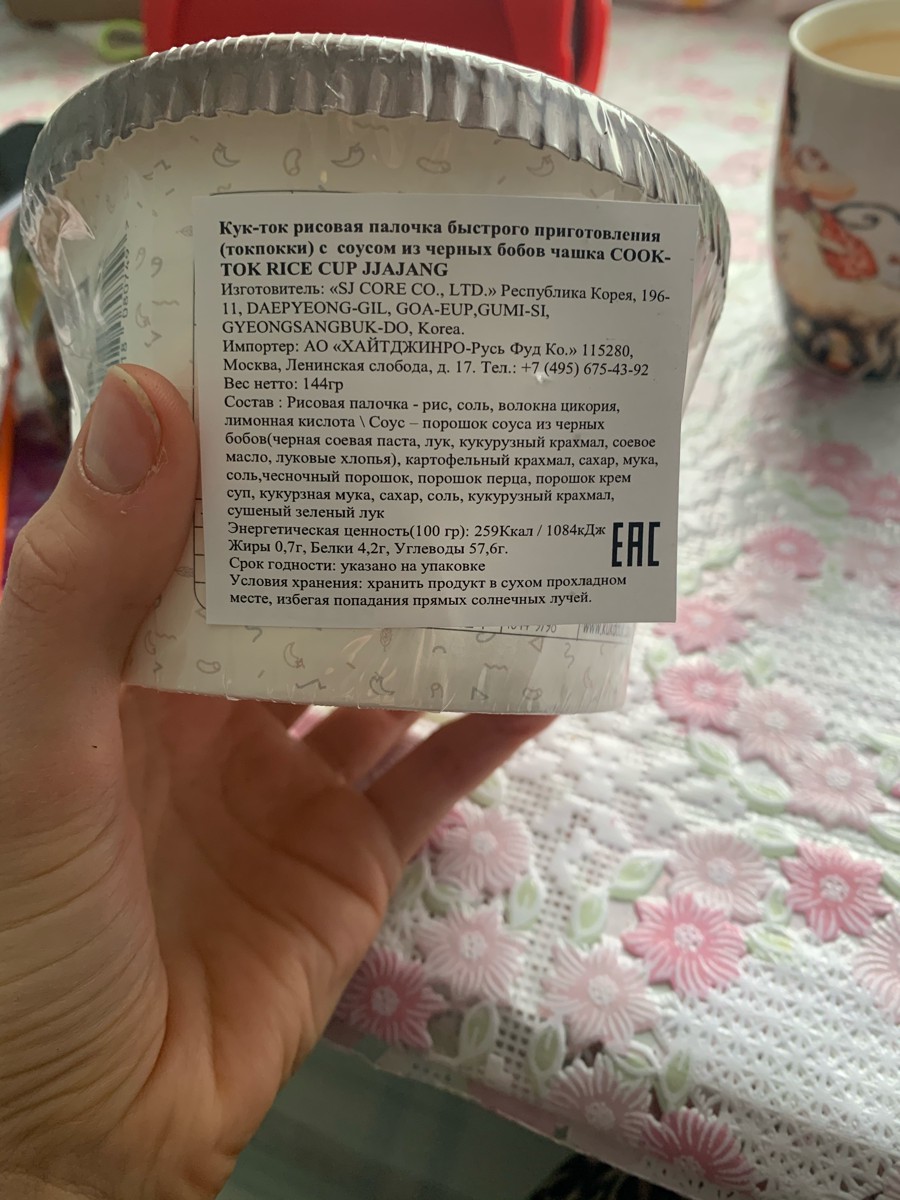 Кук-ток рисовая палочка быстрого приготовления
(токпокки) с соусом из черных бобов чашка COOK-
TOK RICE CUP JJAJANG
Изготовитель: «SJ CORE CO., LTD.» Республика Корея, 196-
11, DAEPYEONG-GIL, GOA-EUP,GUMI-SI,
GYEONGSANGBUK-DO, Korea.
Импортер: АО «ХАЙТДЖИНРО-Русь Фуд Ко.» 115280,
Москва, Ленинская слобода, д. 17. Тел.: +7 (495) 675-43-92
Вес нетто: 144гр
Состав : Рисовая палочка - рис, соль, волокна цикория,
лимонная кислота \ Соус – порошок соуса из черных
бобов(черная соевая паста, лук, кукурузный крахмал, соевое
масло, луковые хлопья), картофельный крахмал, сахар, мука,
соль,чесночный порошок, порошок перца, порошок крем
суп, кукурзная мука, сахар, соль, кукурузный крахмал,
сушеный зеленый лук
Энергетическая ценность(100 гр): 259Ккал / 1084кДж
Жиры 0,7г, Белки 4,2г, Углеводы 57,6г.
EAC
Срок годности: указано на упаковке
Условия хранения: хранить продукт в сухом прохладном
месте, избегая попадания прямых солнечных лучей.